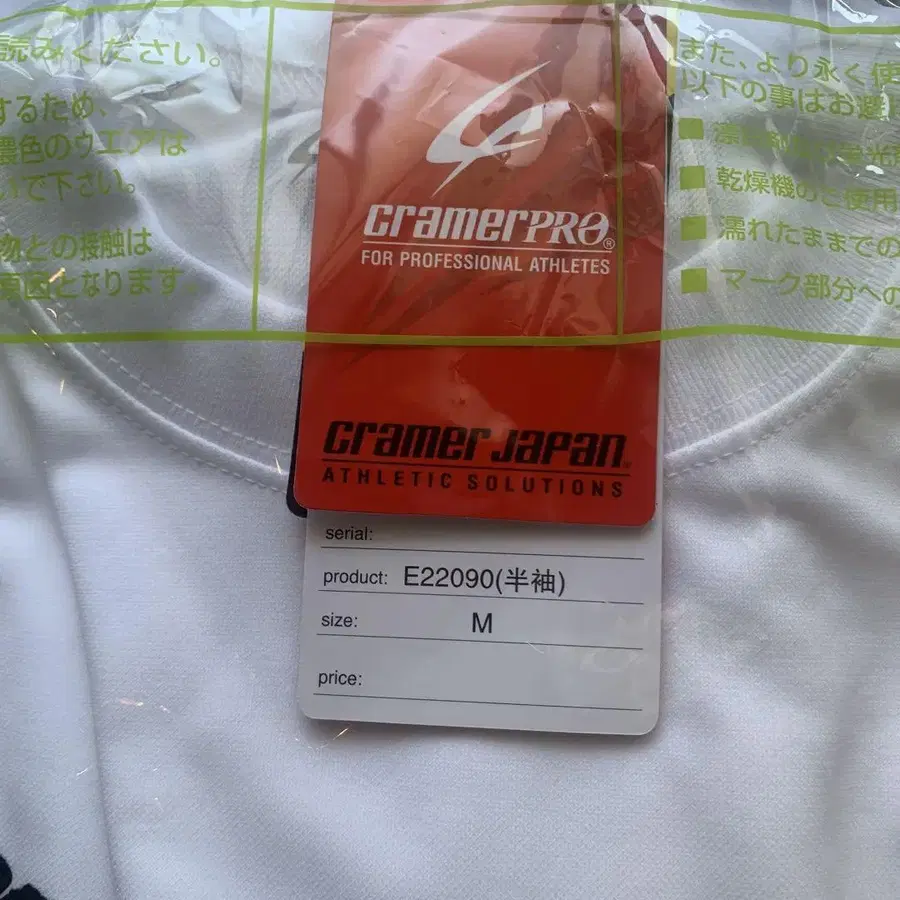 読みください。
するため、
濃色のウエアは
いで下さい。
物との接触は
原因となります。
cramerPRO®
FOR PROFESSIONAL ATHLETES
cramer Japan™
ATHLETIC SOLUTIONS
serial:
product: E22090(半袖)
size: M
price:
また、より永く使
以下の事はお避
■
■ 乾燥機のご使用
■ 濡れたままでの
■ マーク部分への